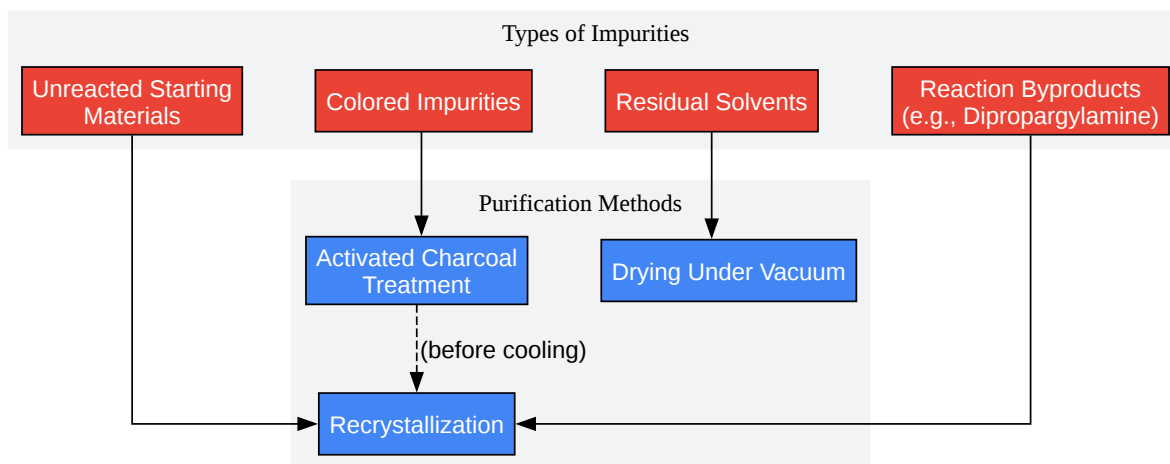 Types of Impurities
Unreacted Starting
Materials
Colored Impurities
Residual Solvents
Reaction Byproducts
(e.g., Dipropargylamine)
Purification Methods
Activated Charcoal
Treatment
Drying Under Vacuum
(before cooling)
Recrystallization